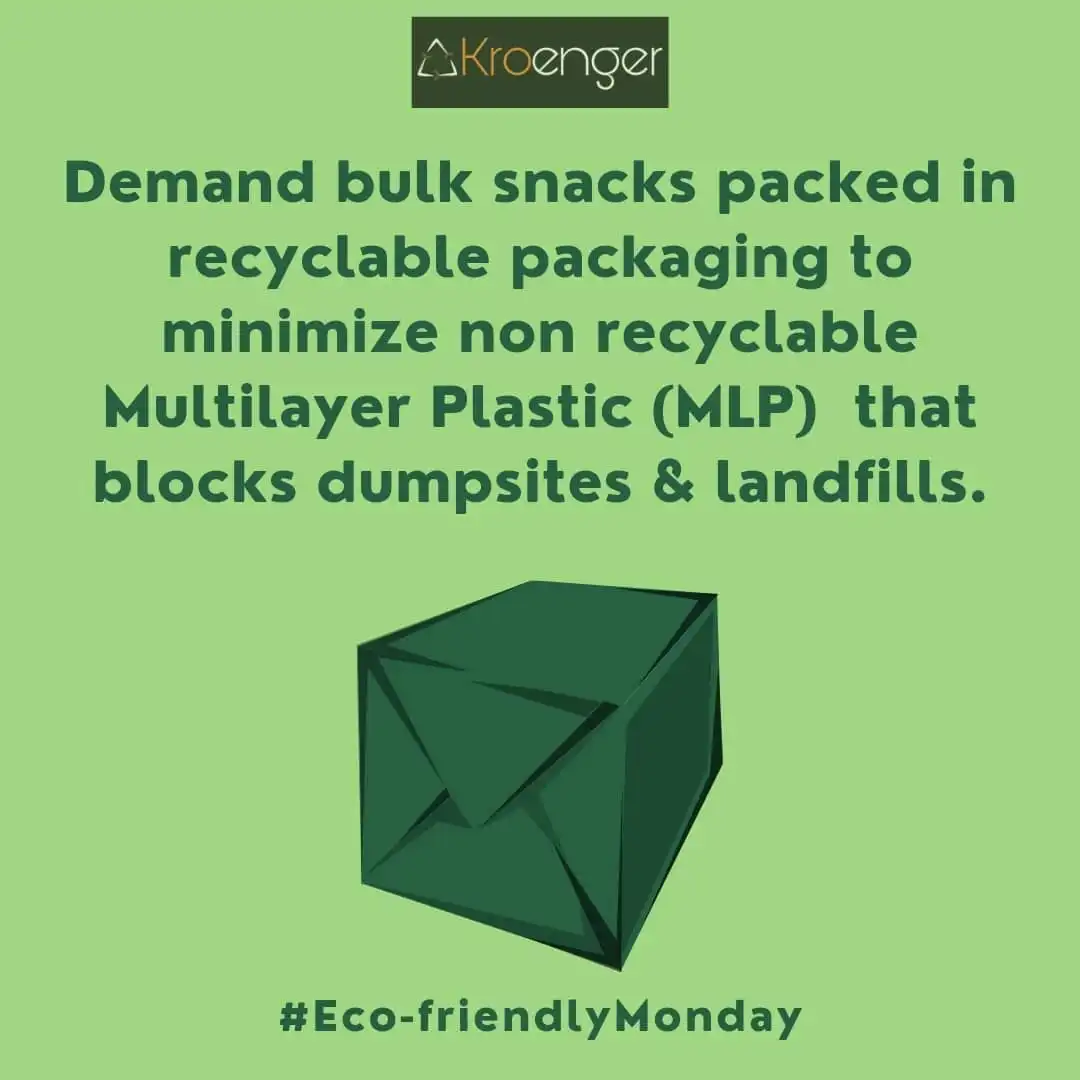 Kroenger
Demand bulk snacks packed in
recyclable packaging to
minimize non recyclable
Multilayer Plastic (MLP) that
blocks dumpsites & landfills.
#Eco-friendlyMonday